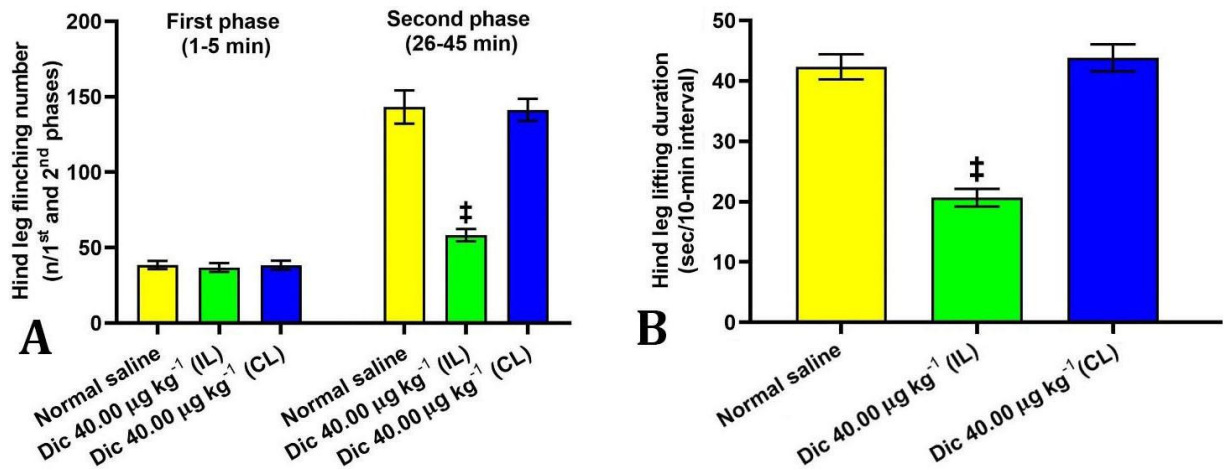 Hind leg flinching number
(n/1st and 2nd phases)
200
150
100
50
0
First phase
(1-5 min)
Second phase
(26-45 min)
‡
Normal saline
Dic 40.00 µg kg-1 (IL)
Dic 40.00 µg kg-1 (CL)
Normal saline
Dic 40.00 µg kg-1 (IL)
Dic 40.00 µg kg-1 (CL)
A
Hind leg lifting duration
(sec/10-min interval)
50
40
30
20
10
0
‡
Normal saline
Dic 40.00 µg kg-1 (IL)
Dic 40.00 µg kg-1 (CL)
B